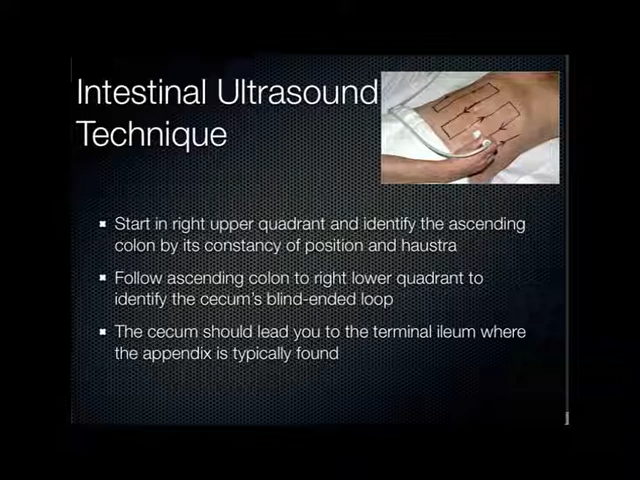 Intestinal Ultrasound
Technique
Start in right upper quadrant and identify the ascending
colon by its constancy of position and haustra
Follow ascending colon to right lower quadrant to
identify the cecum's blind-ended loop
The cecum should lead you to the terminal ileum where
the appendix is typically found